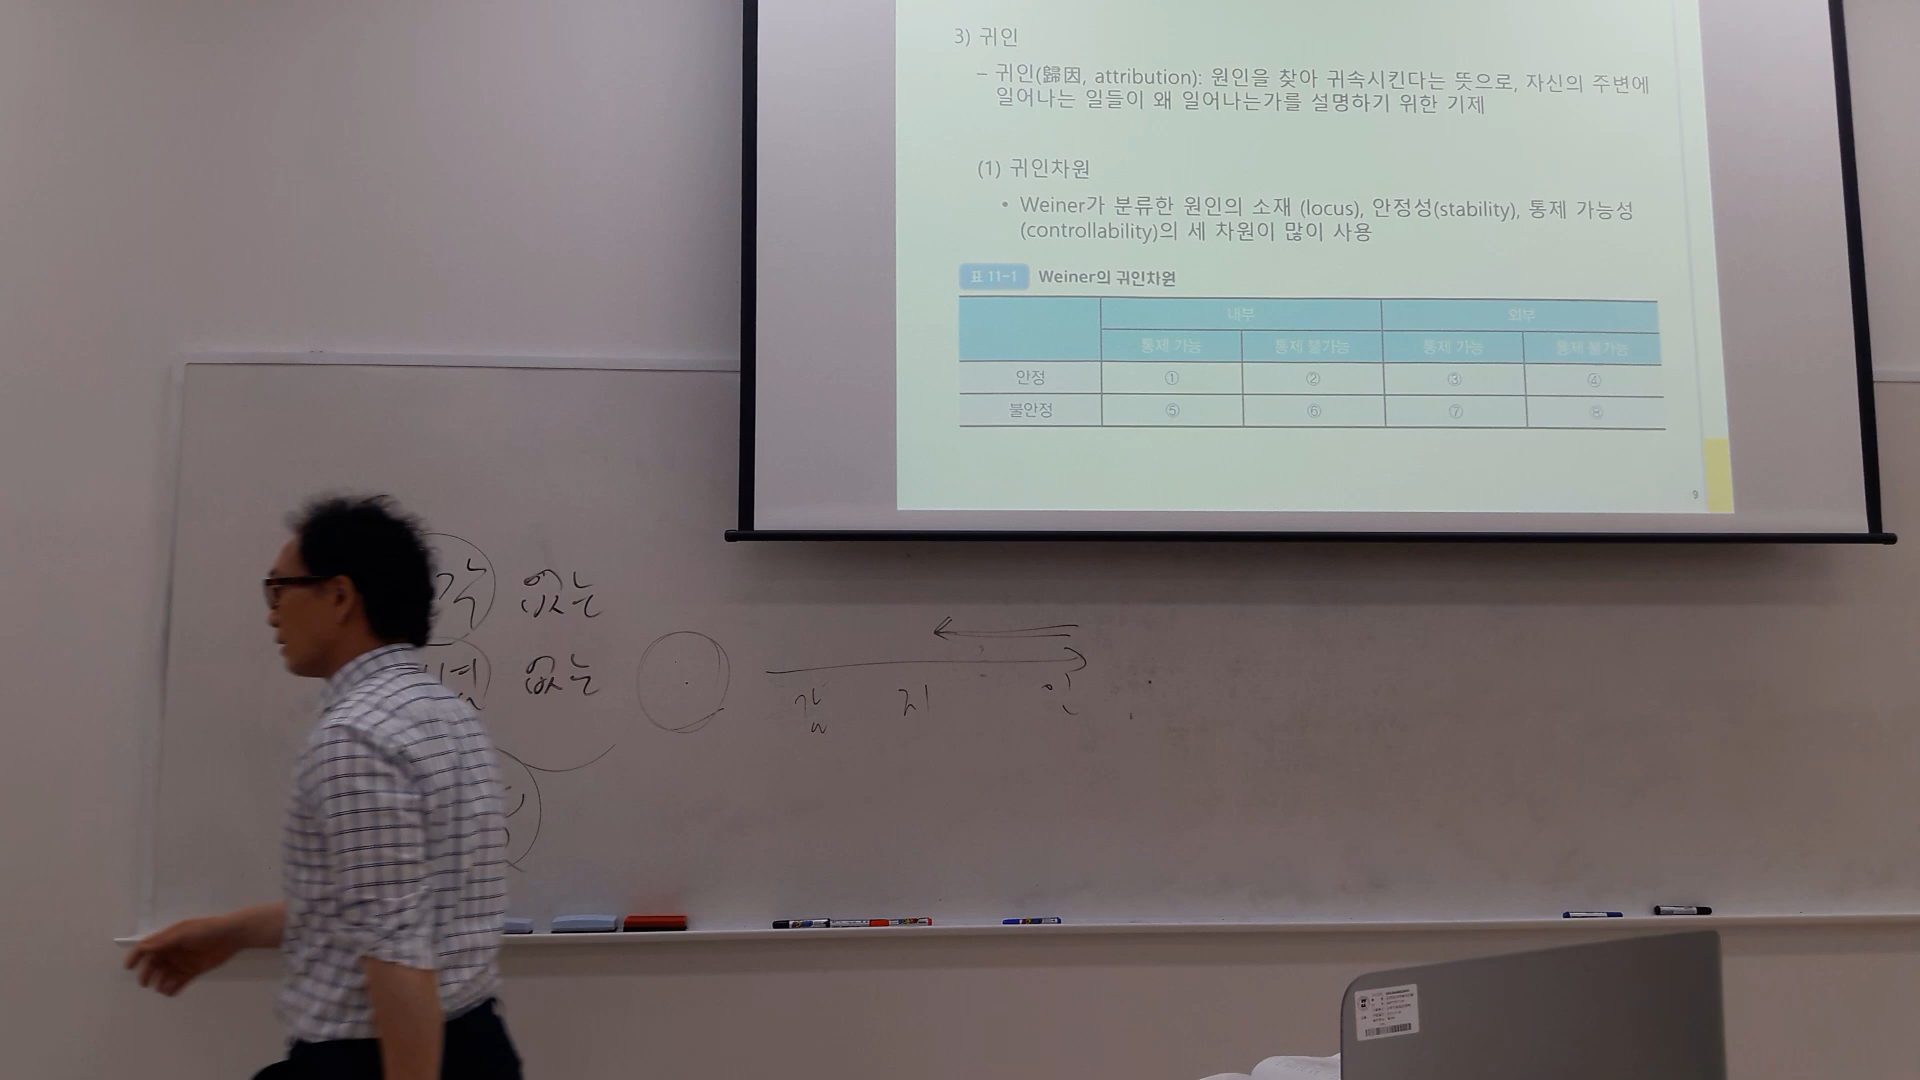 3) 귀인
– 귀인(歸因, attribution): 원인을 찾아 귀속시킨다는 뜻으로, 자신의 주변에
일어나는 일들이 왜 일어나는가를 설명하기 위한 기제
(1) 귀인차원
• Weiner가 분류한 원인의 소재 (locus), 안정성(stability), 통제 가능성
(controllability)의 세 차원이 많이 사용
표 11-1 Weiner의 귀인차원
내부 외부
통제 가능 통제 불가능 통제 가능 통제 불가능
안정 ① ② ③ ④
불안정 ⑤ ⑥ ⑦ ⑧
9
각 없는
없는
감 지 인